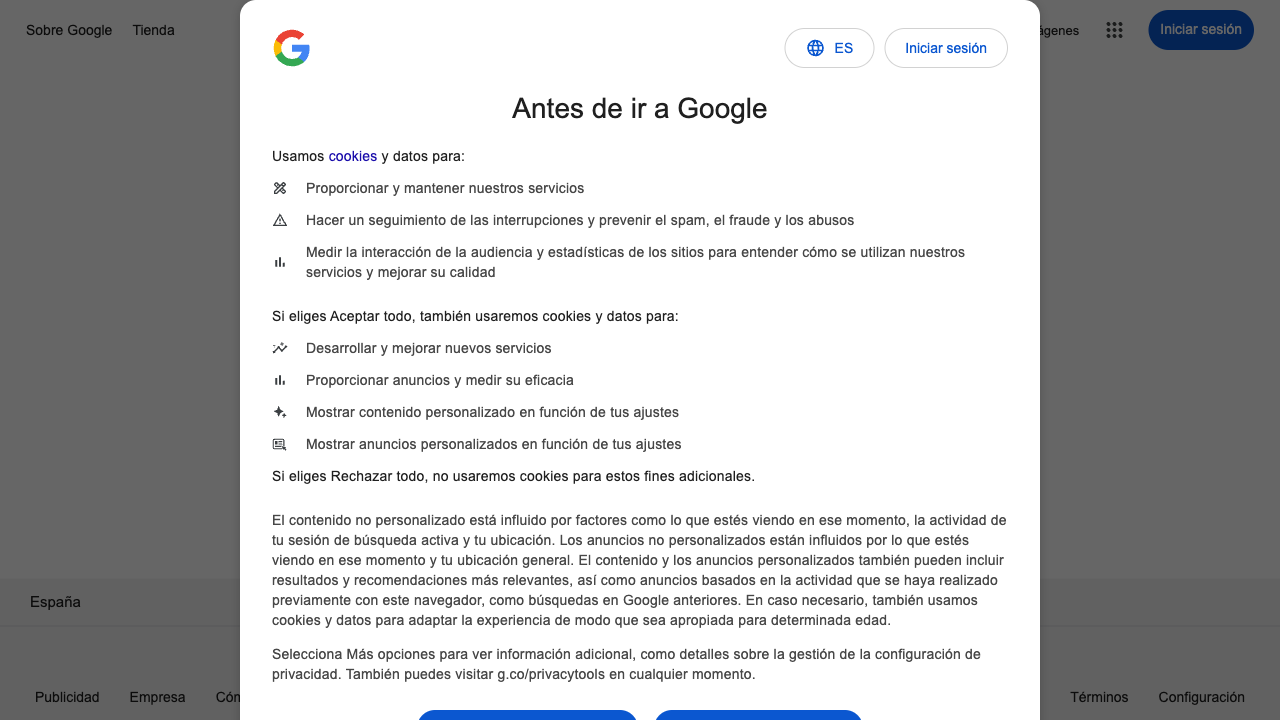 Sobre Google Tienda
ágenes
Iniciar sesión
ES
Iniciar sesión
Antes de ir a Google
Usamos cookies y datos para:
Proporcionar y mantener nuestros servicios
Hacer un seguimiento de las interrupciones y prevenir el spam, el fraude y los abusos
Medir la interacción de la audiencia y estadísticas de los sitios para entender cómo se utilizan nuestros
servicios y mejorar su calidad
Si eliges Aceptar todo, también usaremos cookies y datos para:
Desarrollar y mejorar nuevos servicios
Proporcionar anuncios y medir su eficacia
Mostrar contenido personalizado en función de tus ajustes
Mostrar anuncios personalizados en función de tus ajustes
Si eliges Rechazar todo, no usaremos cookies para estos fines adicionales.
El contenido no personalizado está influido por factores como lo que estés viendo en ese momento, la actividad de
tu sesión de búsqueda activa y tu ubicación. Los anuncios no personalizados están influidos por lo que estés
viendo en ese momento y tu ubicación general. El contenido y los anuncios personalizados también pueden incluir
resultados y recomendaciones más relevantes, así como anuncios basados en la actividad que se haya realizado
previamente con este navegador, como búsquedas en Google anteriores. En caso necesario, también usamos
cookies y datos para adaptar la experiencia de modo que sea apropiada para determinada edad.
Selecciona Más opciones para ver información adicional, como detalles sobre la gestión de la configuración de
privacidad. También puedes visitar g.co/privacytools en cualquier momento.
España
Publicidad Empresa Cóm
Términos Configuración